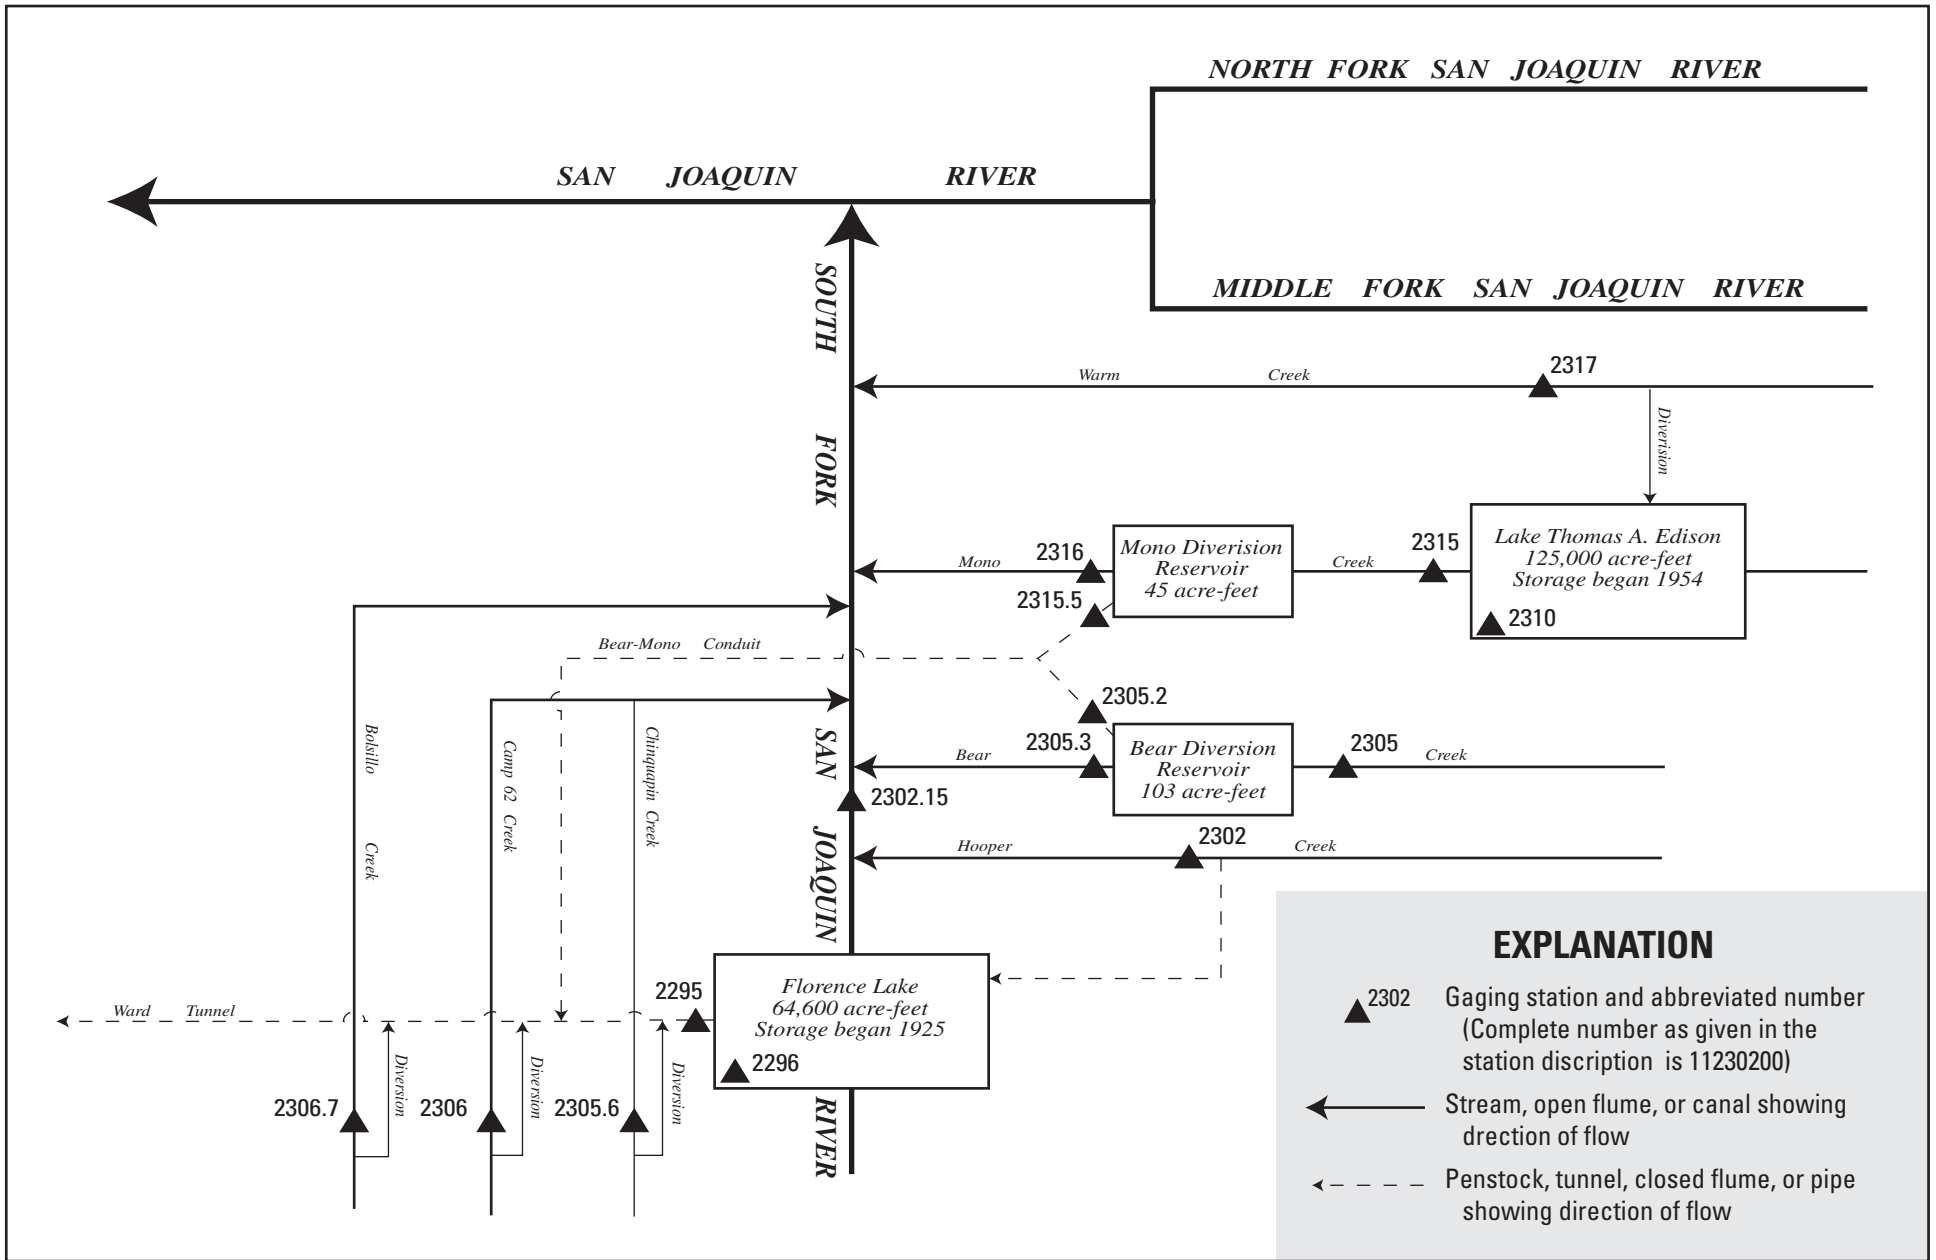 NORTH FORK SAN JOAQUIN RIVER
SAN JOAQUIN RIVER
MIDDLE FORK SAN JOAQUIN RIVER
SOUTH FORK SAN JOAQUIN RIVER
2317
Warm Creek
Diverision
Lake Thomas A. Edison
125,000 acre-feet
Storage began 1954
2310
2315
Mono Creek
Mono Diverision
Reservoir
45 acre-feet
2316
2315.5
Bear-Mono Conduit
2305.2
2305.3
Bear Creek
Bear Diversion
Reservoir
103 acre-feet
2305
2302.15
2302
Hooper Creek
Bolsillo Creek
Camp 62 Creek
Chinquapin Creek
Ward Tunnel
2295
Florence Lake
64,600 acre-feet
Storage began 1925
2296
2306.7
Diversion
2306
Diversion
2305.6
Diversion
EXPLANATION
2302
Gaging station and abbreviated number
(Complete number as given in the
station discription is 11230200)
Stream, open flume, or canal showing
drection of flow
Penstock, tunnel, closed flume, or pipe
showing direction of flow